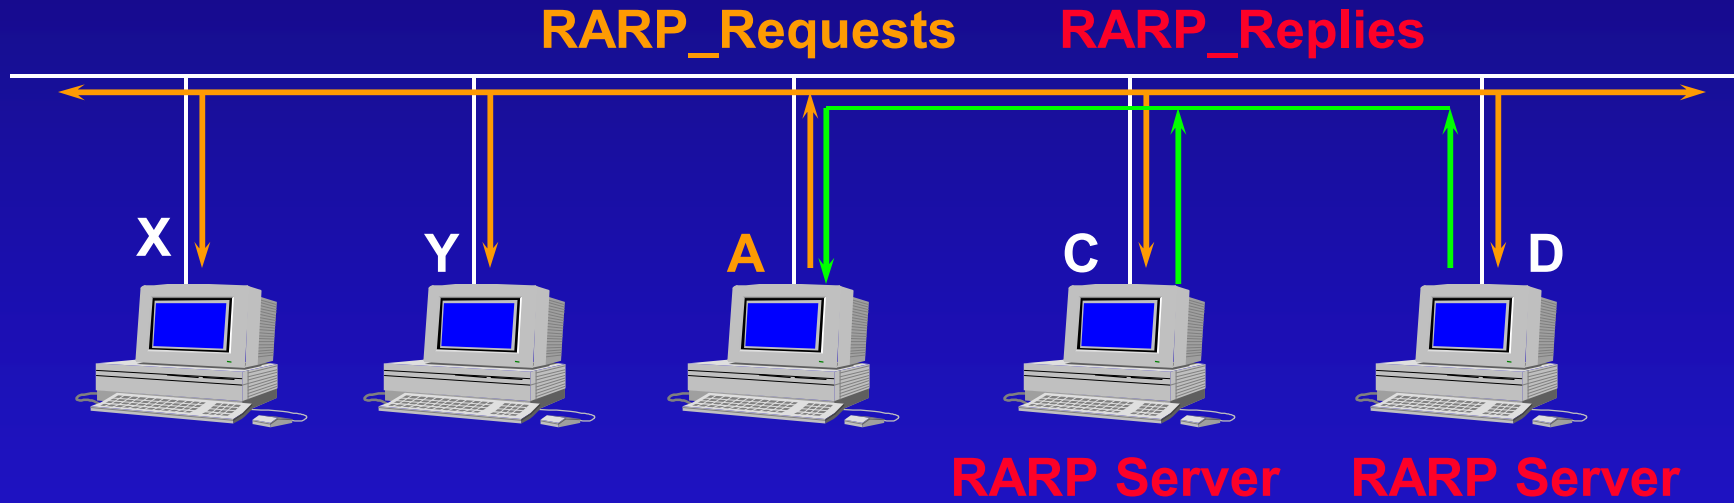 RARP_Requests RARP_Replies
X Y A C D
RARP Server RARP Server